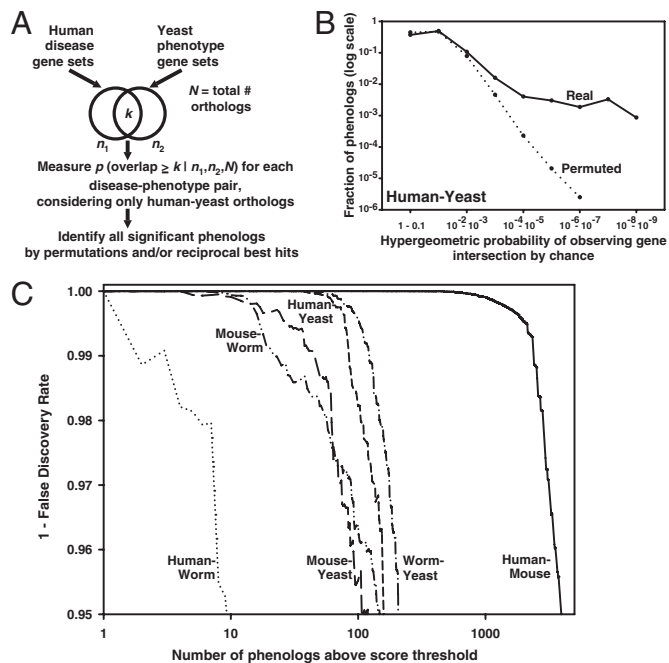 A
Human
disease
gene sets
Yeast
phenotype
gene sets
N = total #
orthologs
k
n1
n2
Measure p (overlap ≥ k | n1,n2,N) for each
disease-phenotype pair,
considering only human-yeast orthologs
Identify all significant phenologs
by permutations and/or reciprocal best hits
B
Fraction of phenologs (log scale)
1
10-1
10-2
10-3
10-4
10-5
10-6
Real
Permuted
Human-Yeast
1 - 0.1
10-2 - 10-3
10-4 - 10-5
10-6 - 10-7
10-8 - 10-9
Hypergeometric probability of observing gene
intersection by chance
C
1 - False Discovery Rate
1.00
0.99
0.98
0.97
0.96
0.95
Human-
Yeast
Mouse-
Worm
Human-
Worm
Mouse-
Yeast
Worm-
Yeast
Human-
Mouse
1
10
100
1000
Number of phenologs above score threshold